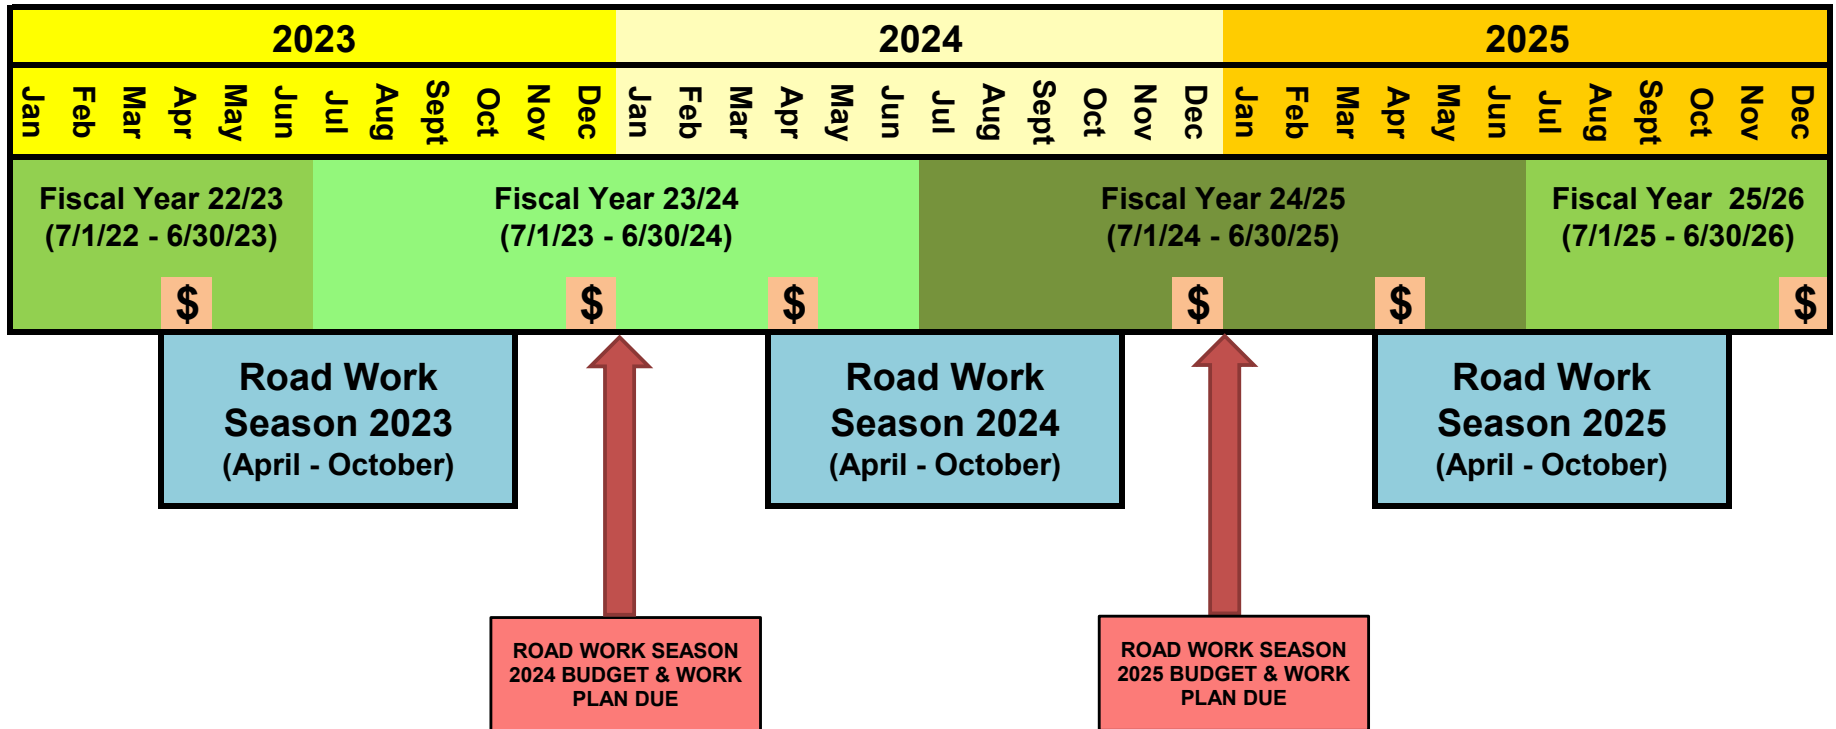 2023 2024 2025
Jan Feb Mar Apr May Jun Jul Aug Sept Oct Nov Dec Jan Feb Mar Apr May Jun Jul Aug Sept Oct Nov Dec Jan Feb Mar Apr May Jun Jul Aug Sept Oct Nov Dec
Fiscal Year 22/23
(7/1/22 - 6/30/23)
Fiscal Year 23/24
(7/1/23 - 6/30/24)
Fiscal Year 24/25
(7/1/24 - 6/30/25)
Fiscal Year 25/26
(7/1/25 - 6/30/26)
$ $ $ $ $ $
Road Work
Season 2023
(April - October)
Road Work
Season 2024
(April - October)
Road Work
Season 2025
(April - October)
ROAD WORK SEASON
2024 BUDGET & WORK
PLAN DUE
ROAD WORK SEASON
2025 BUDGET & WORK
PLAN DUE